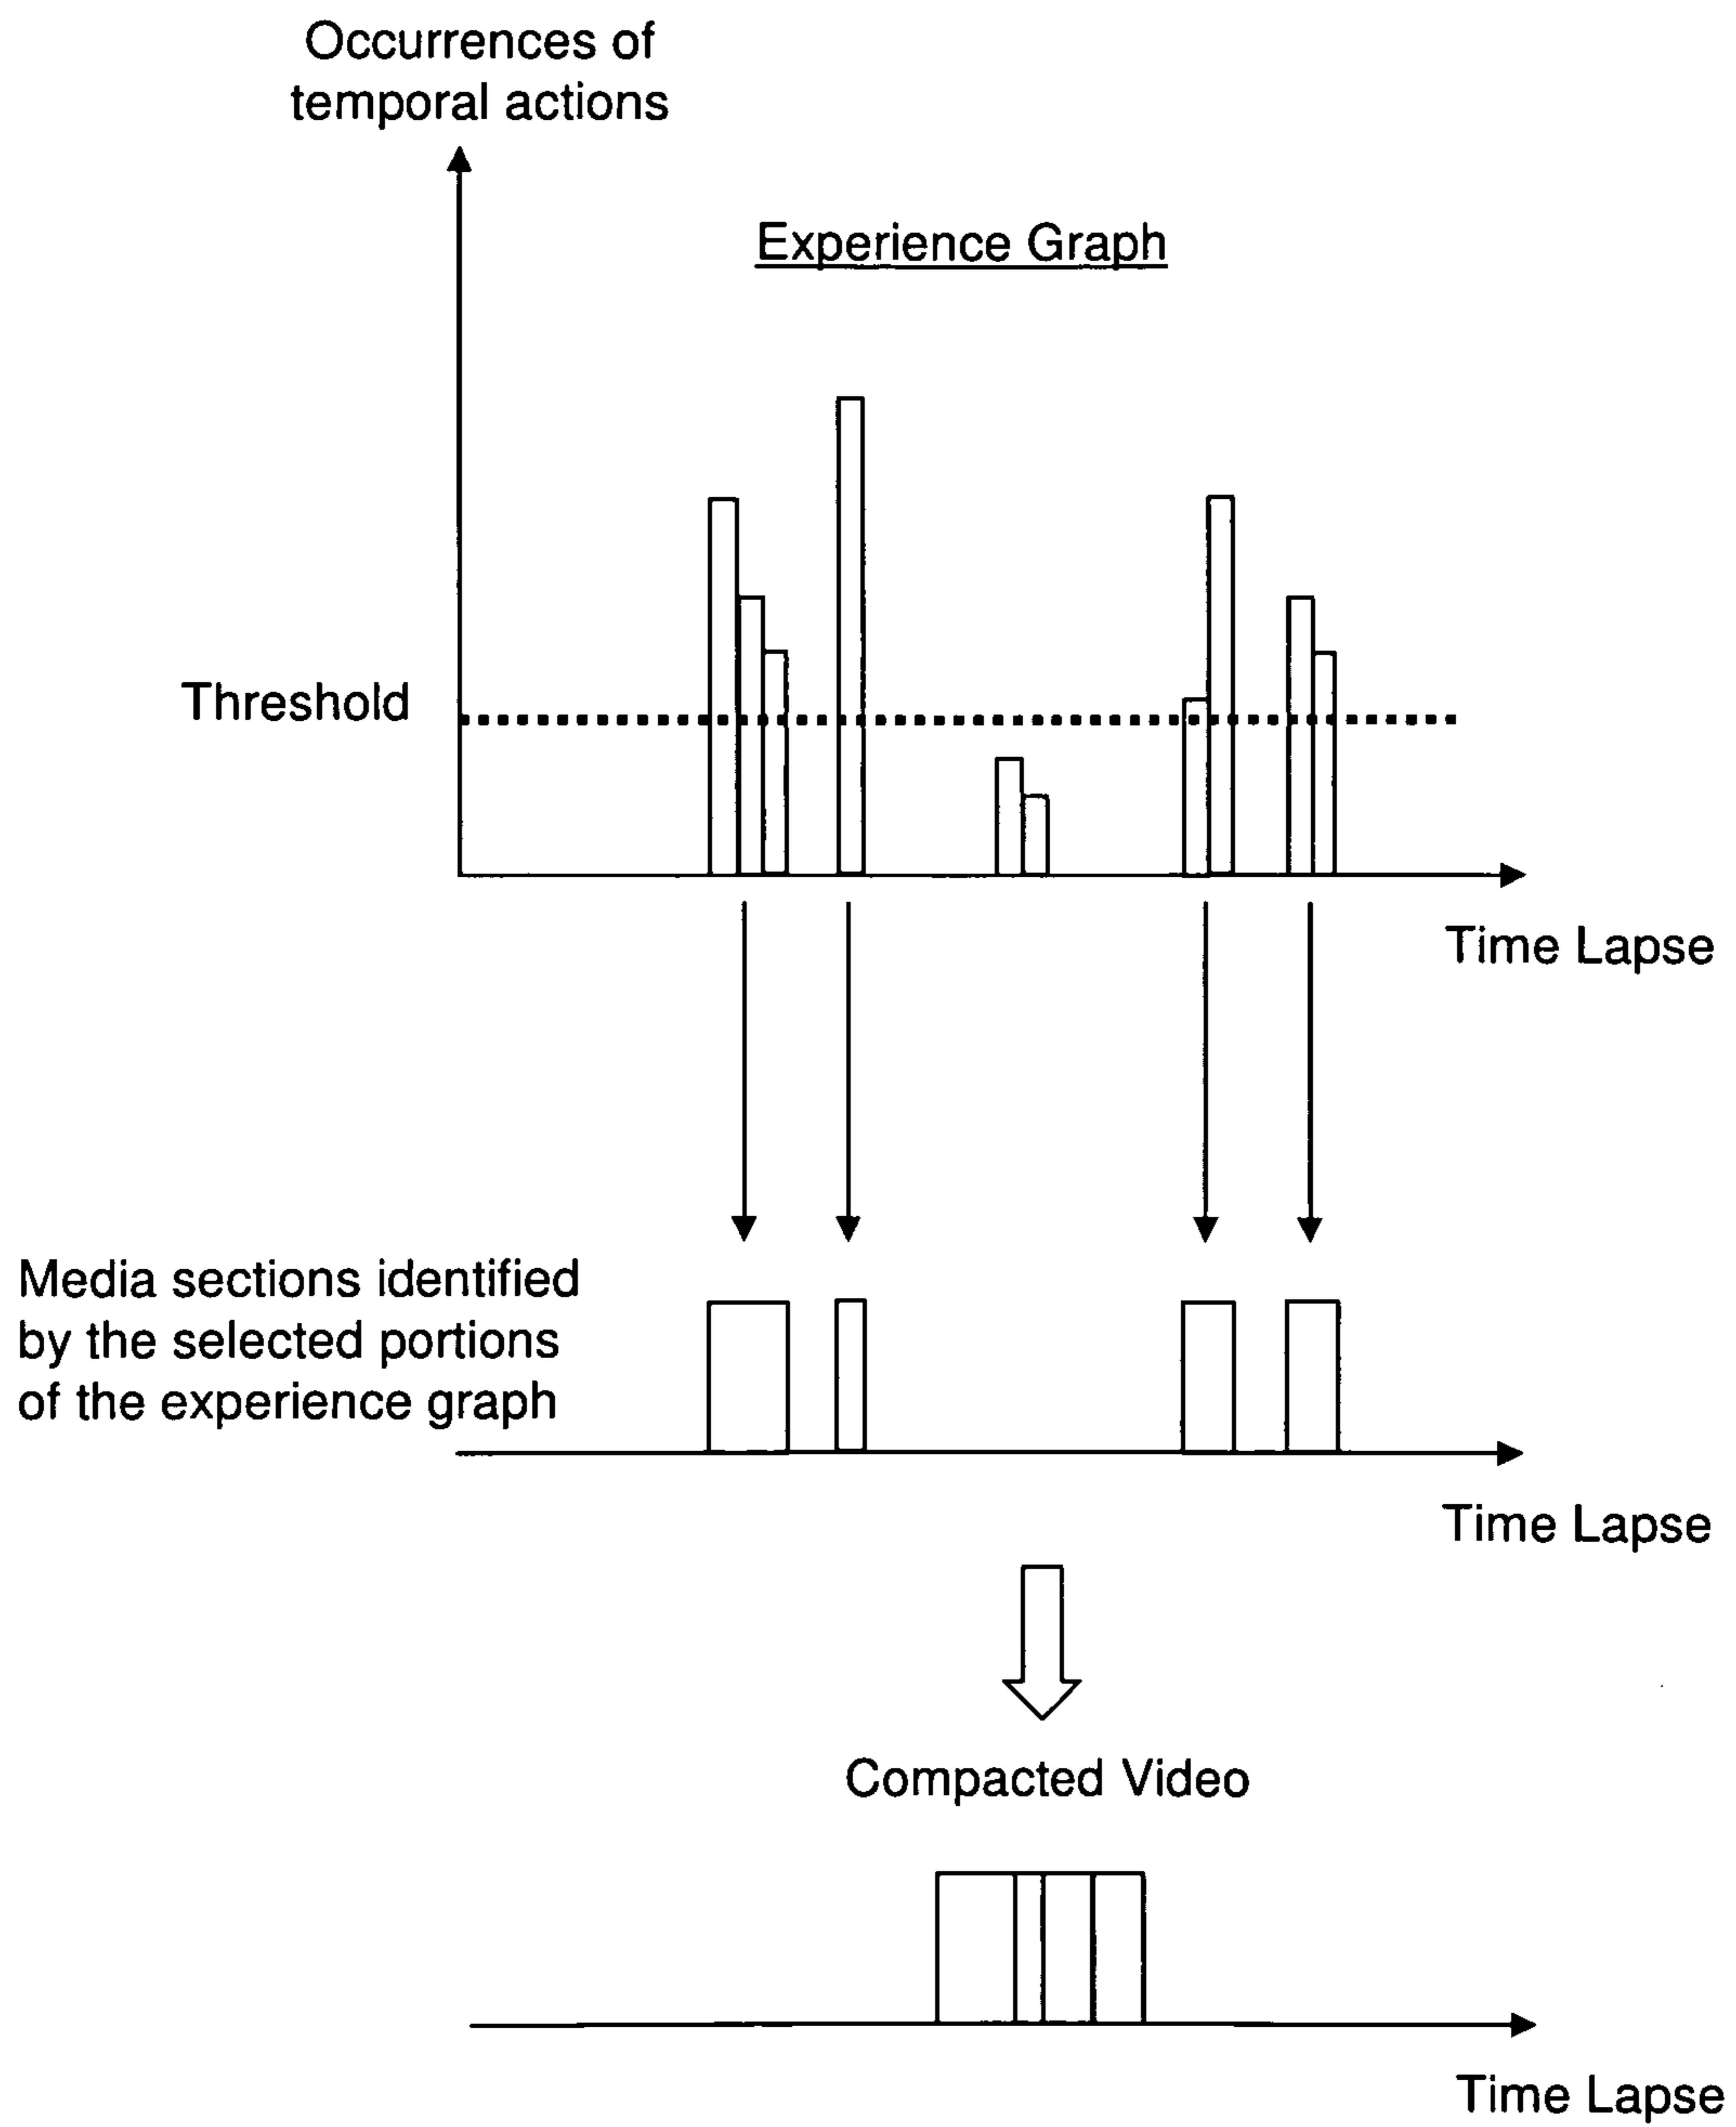 Occurrences of
temporal actions
Experience Graph
Threshold
Time Lapse
Media sections identified
by the selected portions
of the experience graph
Time Lapse
Compacted Video
Time Lapse